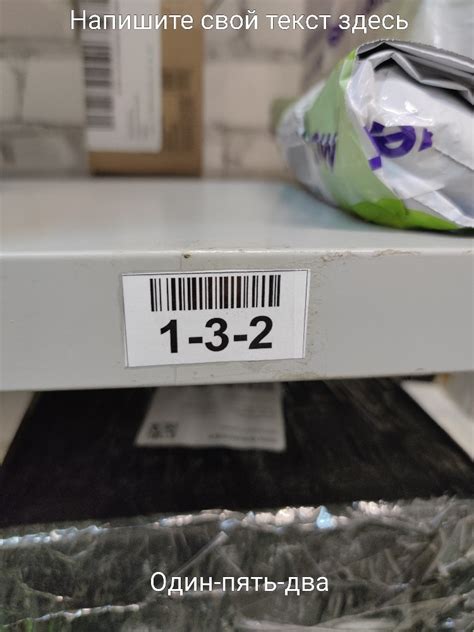 Напишите свой текст здесь
1-3-2
Один-пять-два